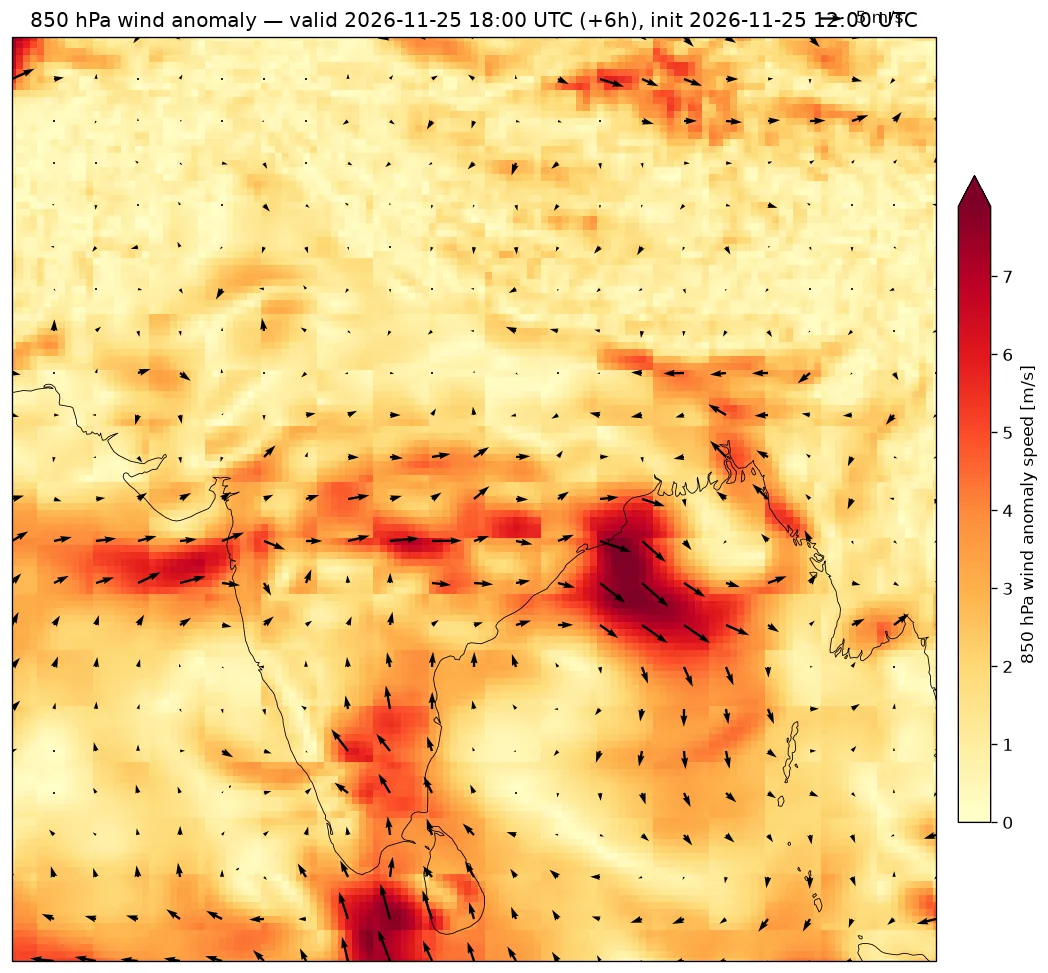 850 hPa wind anomaly — valid 2026-11-25 18:00 UTC (+6h), init 2026-11-25 12:00 UTC
5 m/s
7
6
5
4
3
2
1
0
850 hPa wind anomaly speed [m/s]